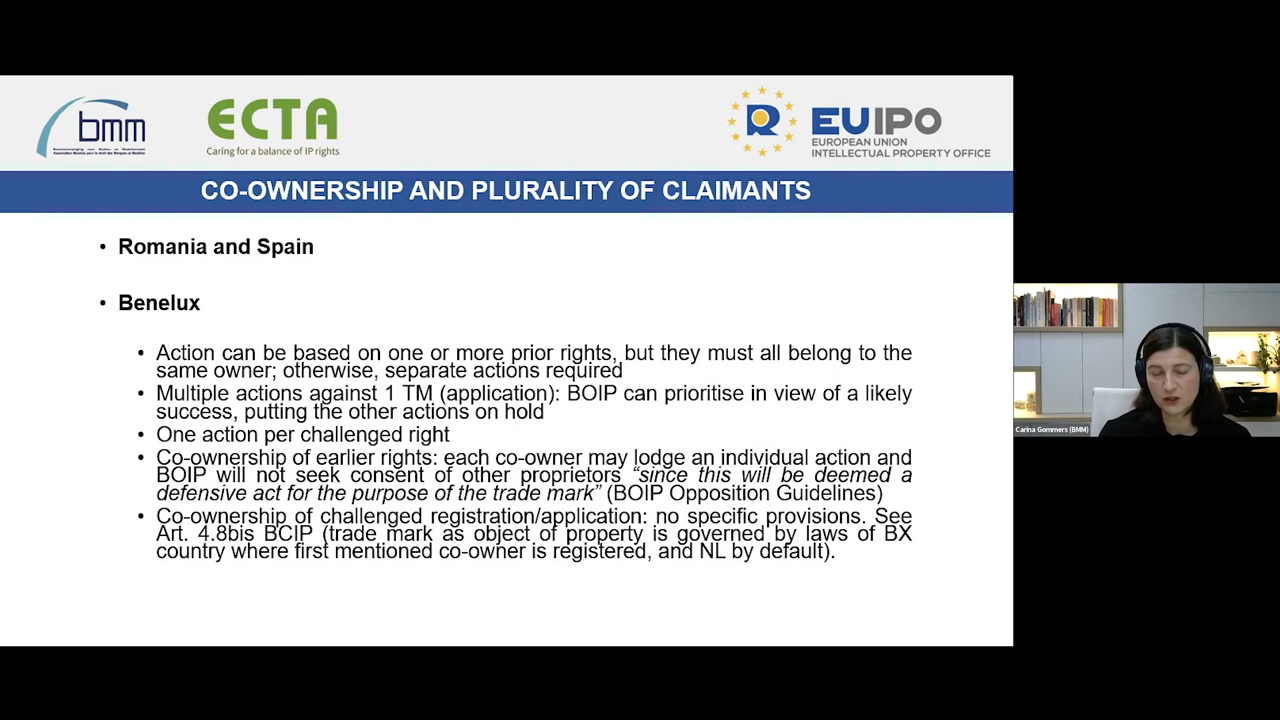 bmm
ECTA
Caring for a balance of IP rights
EUIPO
EUROPEAN UNION
INTELLECTUAL PROPERTY OFFICE
CO-OWNERSHIP AND PLURALITY OF CLAIMANTS
• Romania and Spain
• Benelux
• Action can be based on one or more prior rights, but they must all belong to the
same owner; otherwise, separate actions required
• Multiple actions against 1 TM (application): BOIP can prioritise in view of a likely
success, putting the other actions on hold
• One action per challenged right
• Co-ownership of earlier rights: each co-owner may lodge an individual action and
BOIP will not seek consent of other proprietors “since this will be deemed a
defensive act for the purpose of the trade mark” (BOIP Opposition Guidelines)
• Co-ownership of challenged registration/application: no specific provisions. See
Art. 4.8bis BCIP (trade mark as object of property is governed by laws of BX
country where first mentioned co-owner is registered, and NL by default).
Carina Gommers (BMM)